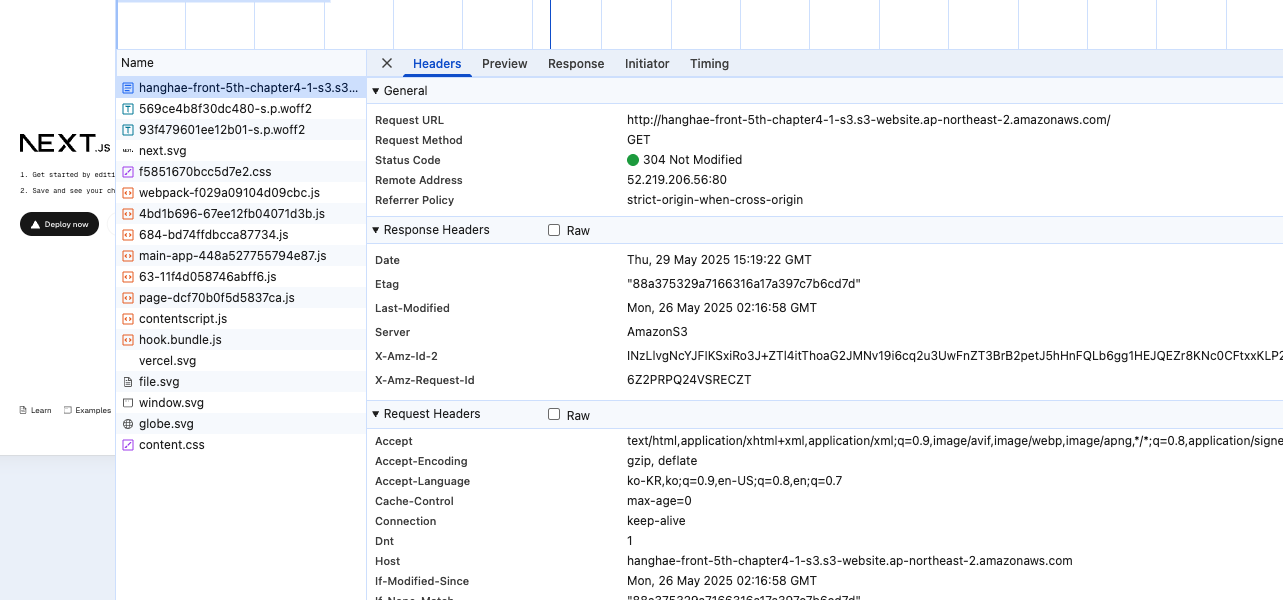 NEXT.JS
1. Get started by editi
2. Save and see your ch
Deploy now
Learn
Examples
Name
hanghae-front-5th-chapter4-1-s3.s3...
569ce4b8f30dc480-s.p.woff2
93f479601ee12b01-s.p.woff2
next.svg
f5851670bcc5d7e2.css
webpack-f029a09104d09cbc.js
4bd1b696-67ee12fb04071d3b.js
684-bd74ffdbcca87734.js
main-app-448a527755794e87.js
63-11f4d058746abff6.js
page-dcf70b0f5d5837ca.js
contentscript.js
hook.bundle.js
vercel.svg
file.svg
window.svg
globe.svg
content.css
Headers Preview Response Initiator Timing
General
Request URL http://hanghae-front-5th-chapter4-1-s3.s3-website.ap-northeast-2.amazonaws.com/
Request Method GET
Status Code 304 Not Modified
Remote Address 52.219.206.56:80
Referrer Policy strict-origin-when-cross-origin
Response Headers Raw
Date Thu, 29 May 2025 15:19:22 GMT
Etag "88a375329a7166316a17a397c7b6cd7d"
Last-Modified Mon, 26 May 2025 02:16:58 GMT
Server AmazonS3
X-Amz-Id-2 lNzLlvgNcYJFlKSxiRo3J+ZTl4itThoaG2JMNv19i6cq2u3UwFnZT3BrB2petJ5hHnFQLb6gg1HEJQEZr8KNc0CFtxxKLP2
X-Amz-Request-Id 6Z2PRPQ24VSRECZT
Request Headers Raw
Accept text/html,application/xhtml+xml,application/xml;q=0.9,image/avif,image/webp,image/apng,*/*;q=0.8,application/signe
Accept-Encoding gzip, deflate
Accept-Language ko-KR,ko;q=0.9,en-US;q=0.8,en;q=0.7
Cache-Control max-age=0
Connection keep-alive
Dnt 1
Host hanghae-front-5th-chapter4-1-s3.s3-website.ap-northeast-2.amazonaws.com
If-Modified-Since Mon, 26 May 2025 02:16:58 GMT
If-None-Match "88a375329a7166316a17a397c7b6cd7d"